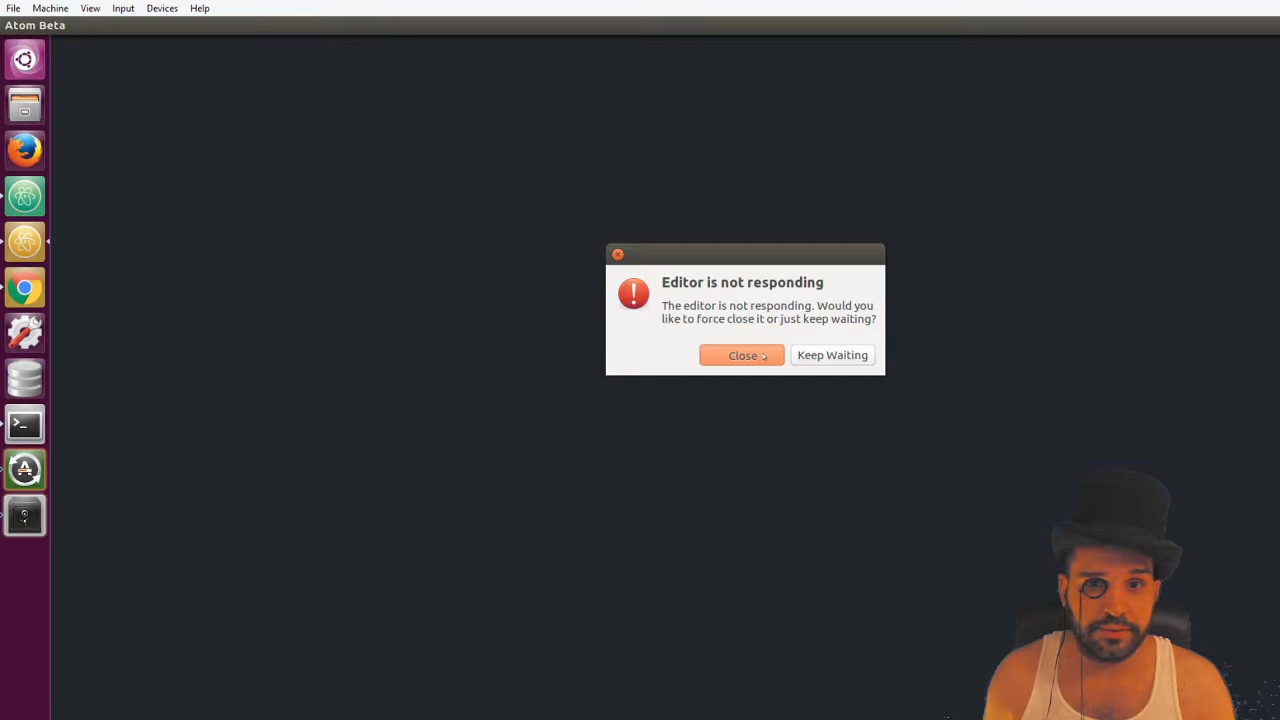 File Machine View Input Devices Help
Atom Beta
Editor is not responding
The editor is not responding. Would you
like to force close it or just keep waiting?
Close Keep Waiting